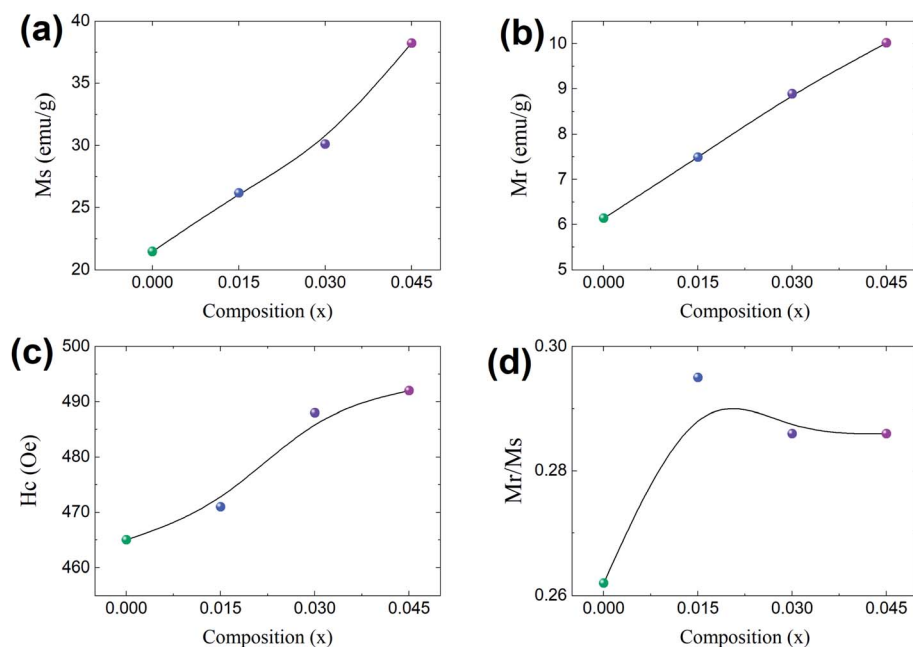 (a)
40
35
30
25
20
Ms (emu/g)
0.000 0.015 0.030 0.045
Composition (x)
(b)
10
9
8
7
6
5
Mr (emu/g)
0.000 0.015 0.030 0.045
Composition (x)
(c)
500
490
480
470
460
Hc (Oe)
0.000 0.015 0.030 0.045
Composition (x)
(d)
0.30
0.28
0.26
Mr/Ms
0.000 0.015 0.030 0.045
Composition (x)